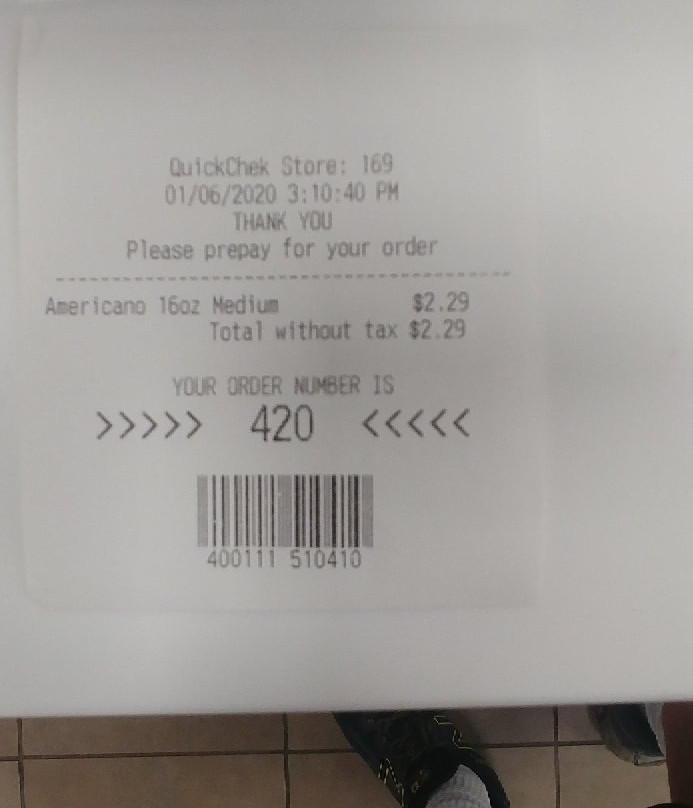 QuickChek Store: 169
01/06/2020 3:10:40 PM
THANK YOU
Please prepay for your order
Americano 16oz Medium $2.29
Total without tax $2.29
YOUR ORDER NUMBER IS
>>>>> 420 <<<<<
400111 510410